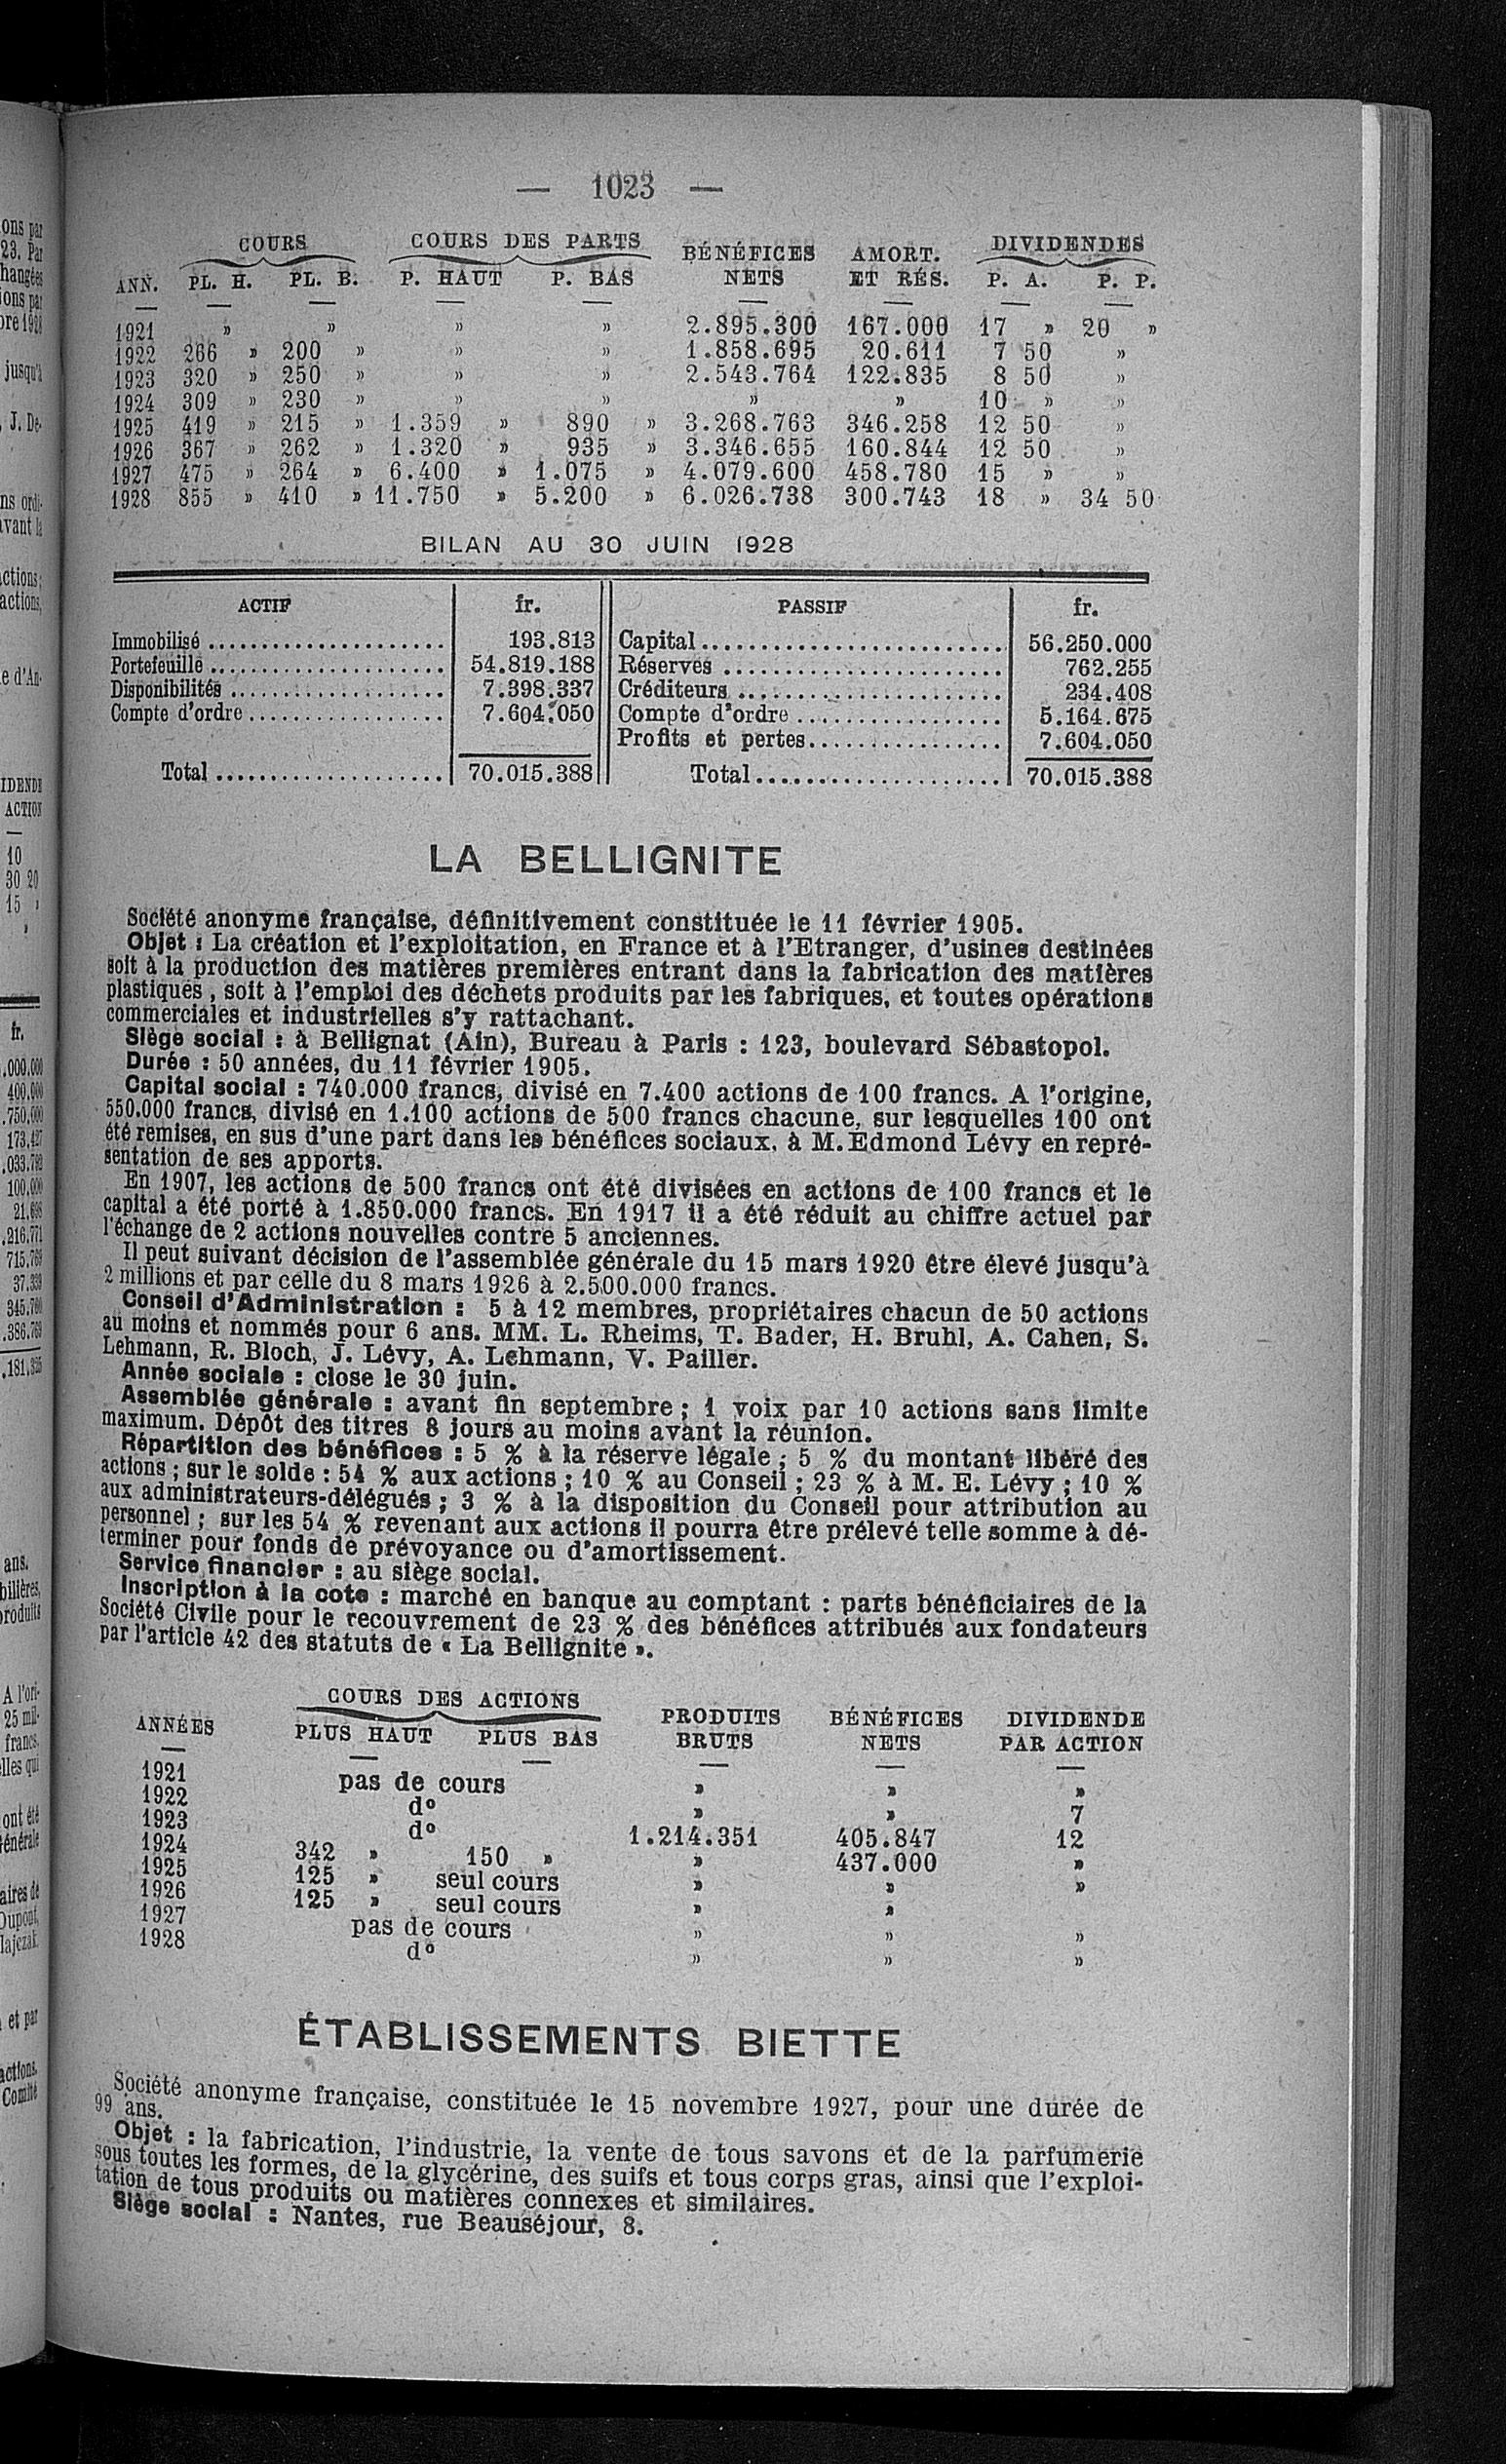 — 1023 —
COURS COURS DES PARTS BÉNÉFICES AMORT. DIVIDENDES
ANN. PL. H. PL. B. P. HAUT P. BAS NETS ET RÉS. P. A. P. P.
1921 » » » » 2.895.300 167.000 17 » 20 »
1922 266 » 200 » » » 1.858.695 20.611 7 50 »
1923 320 » 250 » » » 2.543.764 122.835 8 50 »
1924 309 » 230 » » » » » 10 » »
1925 419 » 215 » 1.359 » 890 » 3.268.763 346.258 12 50 »
1926 367 » 262 » 1.320 » 935 » 3.346.655 160.844 12 50 »
1927 475 » 264 » 6.400 » 1.075 » 4.079.600 458.780 15 » »
1928 855 » 410 » 11.750 » 5.200 » 6.026.738 300.743 18 » 34 50
BILAN AU 30 JUIN 1928
ACTIF fr. PASSIF fr.
Immobilisé .................... 193.813 Capital .......................... 56.250.000
Portefeuille .................... 54.819.188 Réserves ........................ 762.255
Disponibilités .................. 7.398.337 Créditeurs ...................... 234.408
Compte d'ordre ................. 7.604.050 Compte d'ordre ................. 5.164.675
Profits et pertes ................ 7.604.050
Total .................... 70.015.388 Total ..................... 70.015.388
LA BELLIGNITE
Société anonyme française, définitivement constituée le 11 février 1905.
Objet : La création et l'exploitation, en France et à l'Etranger, d'usines destinées
soit à la production des matières premières entrant dans la fabrication des matières
plastiques , soit à l'emploi des déchets produits par les fabriques, et toutes opérations
commerciales et industrielles s'y rattachant.
Siège social : à Bellignat (Ain), Bureau à Paris : 123, boulevard Sébastopol.
Durée : 50 années, du 11 février 1905.
Capital social : 740.000 francs, divisé en 7.400 actions de 100 francs. A l'origine,
550.000 francs, divisé en 1.100 actions de 500 francs chacune, sur lesquelles 100 ont
été remises, en sus d'une part dans les bénéfices sociaux, à M. Edmond Lévy en repré-
sentation de ses apports.
En 1907, les actions de 500 francs ont été divisées en actions de 100 francs et le
capital a été porté à 1.850.000 francs. En 1917 il a été réduit au chiffre actuel par
l'échange de 2 actions nouvelles contre 5 anciennes.
Il peut suivant décision de l'assemblée générale du 15 mars 1920 être élevé jusqu'à
2 millions et par celle du 8 mars 1926 à 2.500.000 francs.
Conseil d'Administration : 5 à 12 membres, propriétaires chacun de 50 actions
au moins et nommés pour 6 ans. MM. L. Rheims, T. Bader, H. Bruhl, A. Cahen, S.
Lehmann, R. Bloch, J. Lévy, A. Lehmann, V. Pailler.
Année sociale : close le 30 juin.
Assemblée générale : avant fin septembre ; 1 voix par 10 actions sans limite
maximum. Dépôt des titres 8 jours au moins avant la réunion.
Répartition des bénéfices : 5 % à la réserve légale ; 5 % du montant libéré des
actions ; sur le solde : 54 % aux actions ; 10 % au Conseil ; 23 % à M. E. Lévy ; 10 %
aux administrateurs-délégués ; 3 % à la disposition du Conseil pour attribution au
personnel ; sur les 54 % revenant aux actions il pourra être prélevé telle somme à dé-
terminer pour fonds de prévoyance ou d'amortissement.
Service financier : au siège social.
Inscription à la cote : marché en banque au comptant : parts bénéficiaires de la
Société Civile pour le recouvrement de 23 % des bénéfices attribués aux fondateurs
par l'article 42 des statuts de « La Bellignite ».
COURS DES ACTIONS PRODUITS BÉNÉFICES DIVIDENDE
ANNÉES PLUS HAUT PLUS BAS BRUTS NETS PAR ACTION
1921 pas de cours » » »
1922 d° » » 7
1923 d° 1.214.351 405.847 12
1924 342 » 150 » » 437.000 »
1925 125 » seul cours » » »
1926 125 » seul cours » »
1927 pas de cours » » »
1928 d° » » »
ÉTABLISSEMENTS BIETTE
Société anonyme française, constituée le 15 novembre 1927, pour une durée de
99 ans.
Objet : la fabrication, l'industrie, la vente de tous savons et de la parfumerie
sous toutes les formes, de la glycérine, des suifs et tous corps gras, ainsi que l'exploi-
tation de tous produits ou matières connexes et similaires.
Siège social : Nantes, rue Beauséjour, 8.